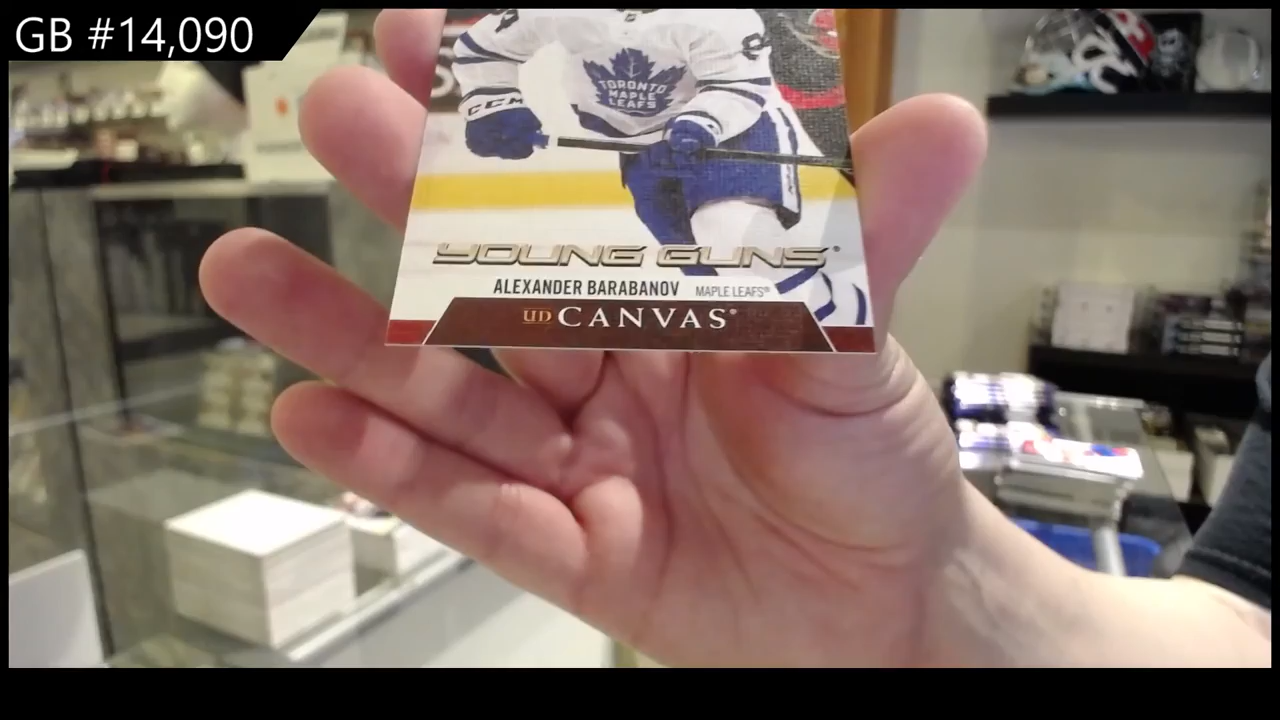 GB #14,090
TORONTO
MAPLE
LEAFS
CCM
YOUNG GUNS®
ALEXANDER BARABANOV MAPLE LEAFS®
UD CANVAS®